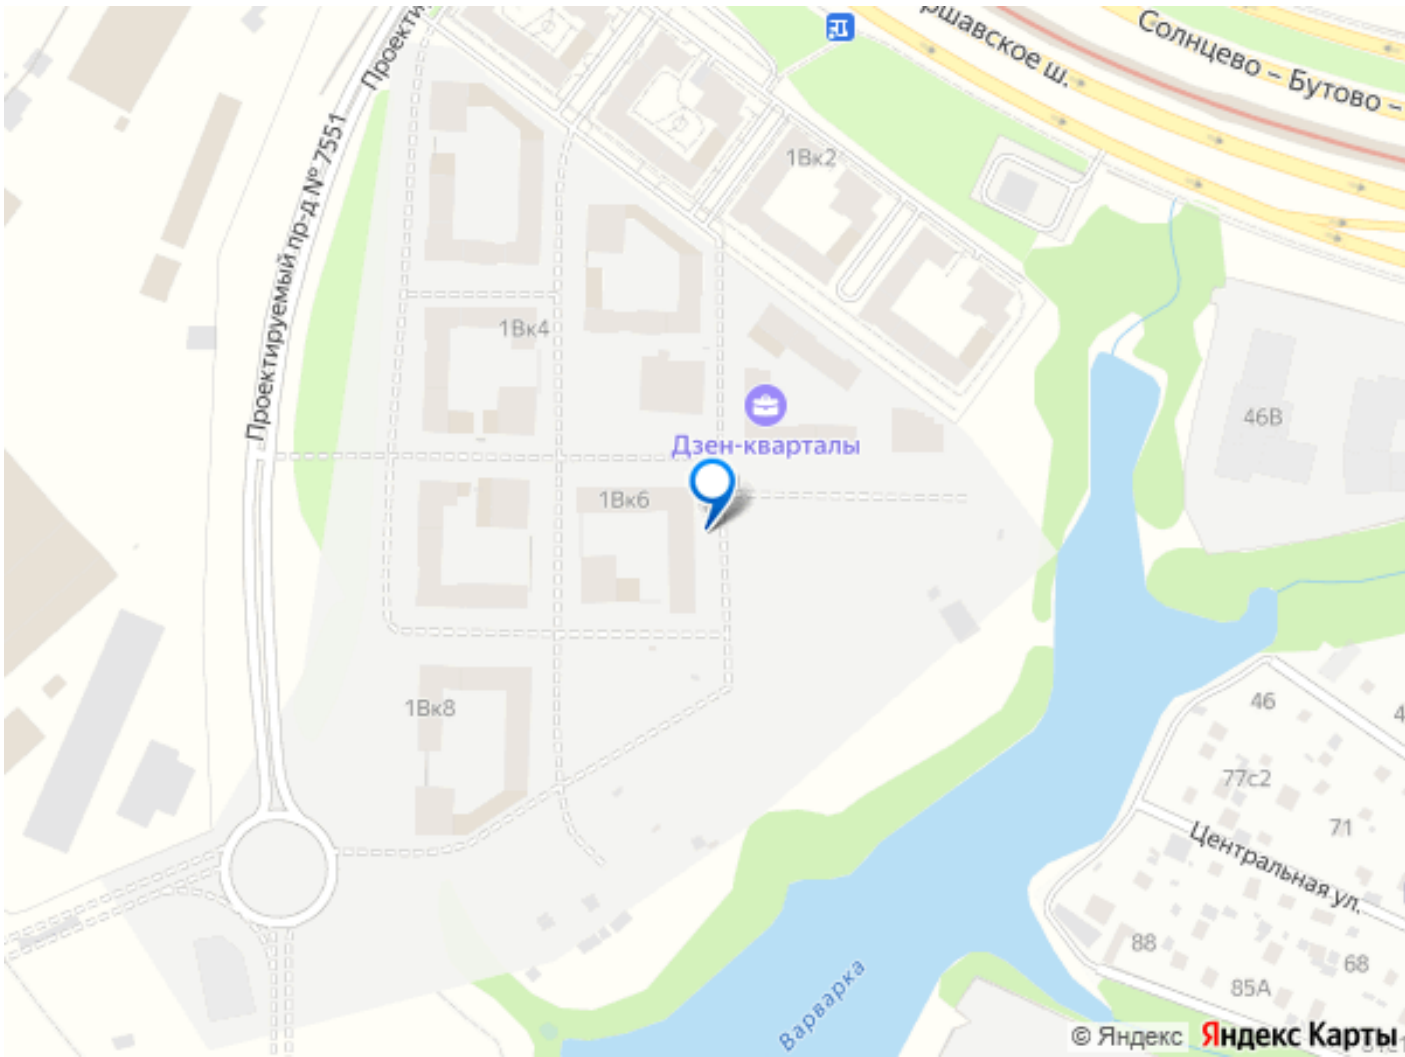 Проекти
ршавское ш.
Солнцево – Бутово –
Проектируемый пр-д № 7551
1Вк2
1Вк4
46В
Дзен-кварталы
1Вк6
1Вк8
46
4
77с2
71
Центральная ул.
88
68
85А
Варварка
© Яндекс Яндекс Карты